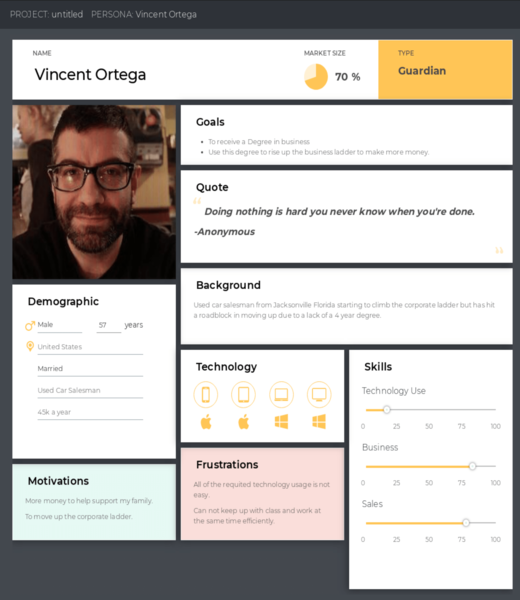 PROJECT: untitled PERSONA: Vincent Ortega
NAME
Vincent Ortega
MARKET SIZE
70 %
TYPE
Guardian
Goals
To receive a Degree in business
Use this degree to rise up the business ladder to make more money.
Quote
“ Doing nothing is hard you never know when you're done.
-Anonymous
”
Background
Used car salesman from Jacksonville Florida starting to climb the corporate ladder but has hit
a roadblock in moving up due to a lack of a 4 year degree.
Demographic
Male 57 years
United States
Married
Used Car Salesman
45k a year
Technology
Skills
Technology Use
0 25 50 75 100
Business
0 25 50 75 100
Sales
0 25 50 75 100
Motivations
More money to help support my family.
To move up the corporate ladder.
Frustrations
All of the requited technology usage is not
easy.
Can not keep up with class and work at
the same time efficiently.